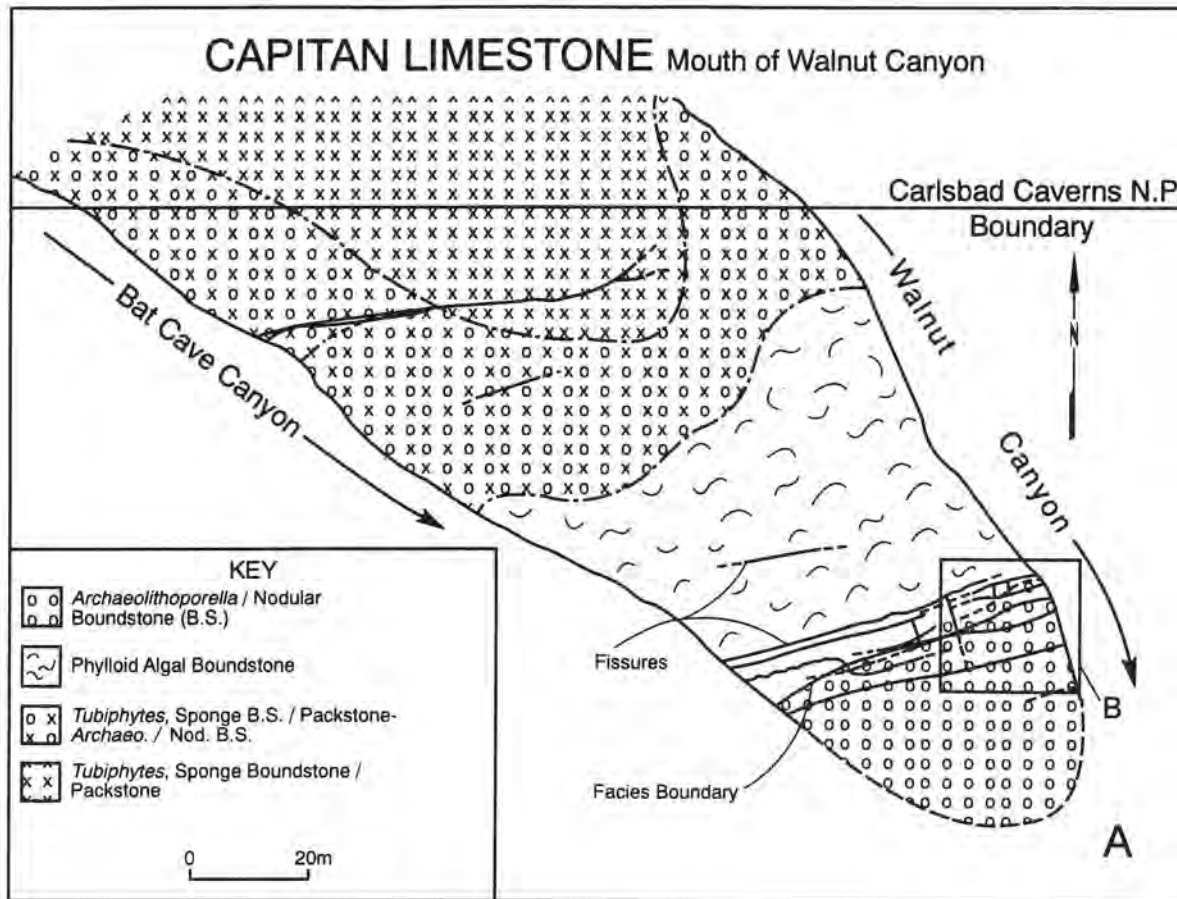 CAPITAN LIMESTONE Mouth of Walnut Canyon
Carlsbad Caverns N.P
Boundary
N
Walnut
Canyon
Bat Cave Canyon
KEY
Archaeolithoporella / Nodular
Boundstone (B.S.)
Phylloid Algal Boundstone
Tubiphytes, Sponge B.S. / Packstone-
Archaeo. / Nod. B.S.
Tubiphytes, Sponge Boundstone /
Packstone
0 20m
Fissures
Facies Boundary
B
A